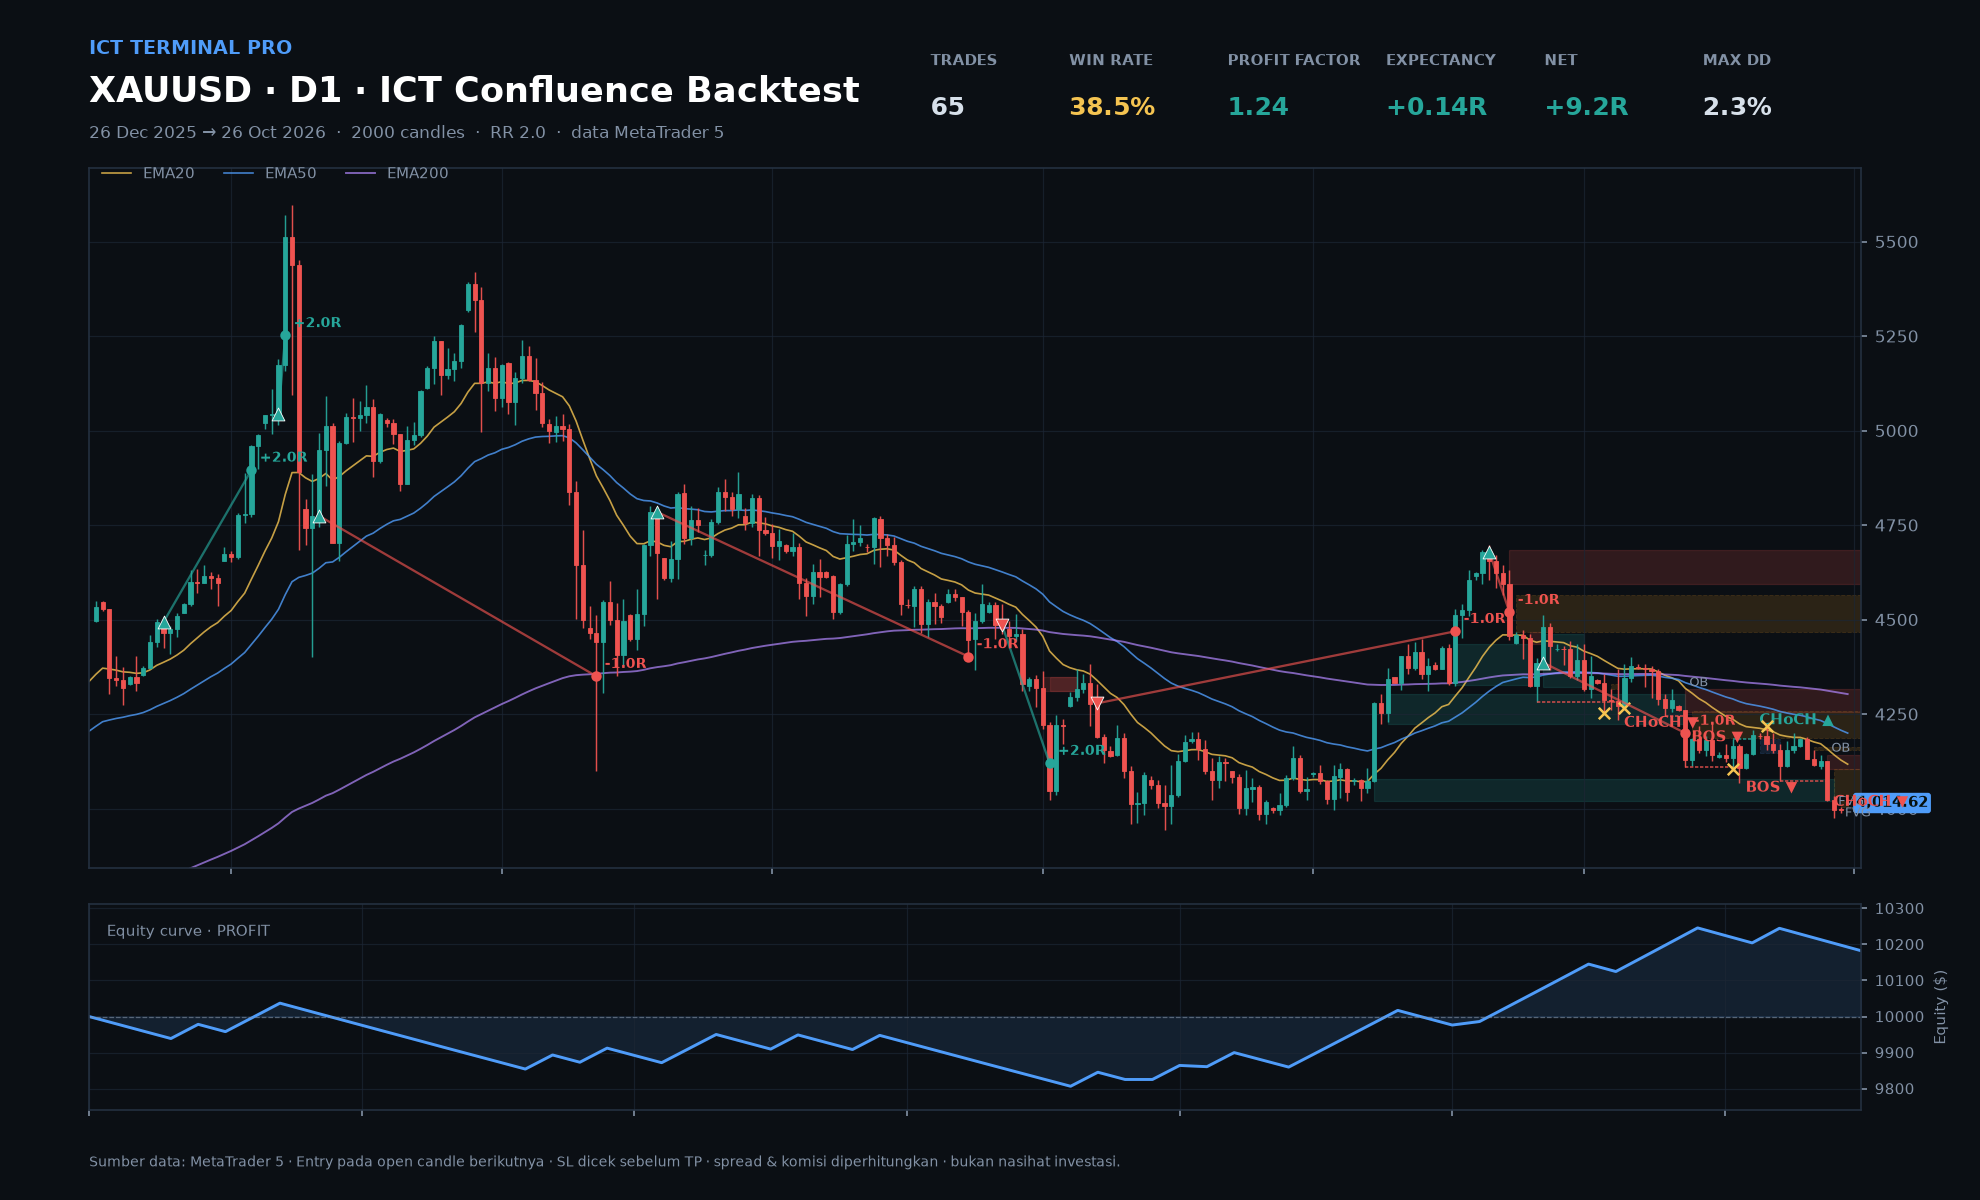 ICT TERMINAL PRO
XAUUSD · D1 · ICT Confluence Backtest
26 Dec 2025 → 26 Oct 2026 · 2000 candles · RR 2.0 · data MetaTrader 5
TRADES WIN RATE PROFIT FACTOR EXPECTANCY NET MAX DD
65 38.5% 1.24 +0.14R +9.2R 2.3%
EMA20 EMA50 EMA200
5500
+2.0R
5250
5000
+2.0R
4750
-1.0R
4500
-1.0R
-1.0R
-1.0R
OB
4250
CHoCH ▼
-1.0R
CHoCH ▲
BOS ▼
OB
+2.0R
BOS ▼
FVG
Equity curve · PROFIT
10300
10200
10100
10000
9900
9800
Equity ($)
Sumber data: MetaTrader 5 · Entry pada open candle berikutnya · SL dicek sebelum TP · spread & komisi diperhitungkan · bukan nasihat investasi.